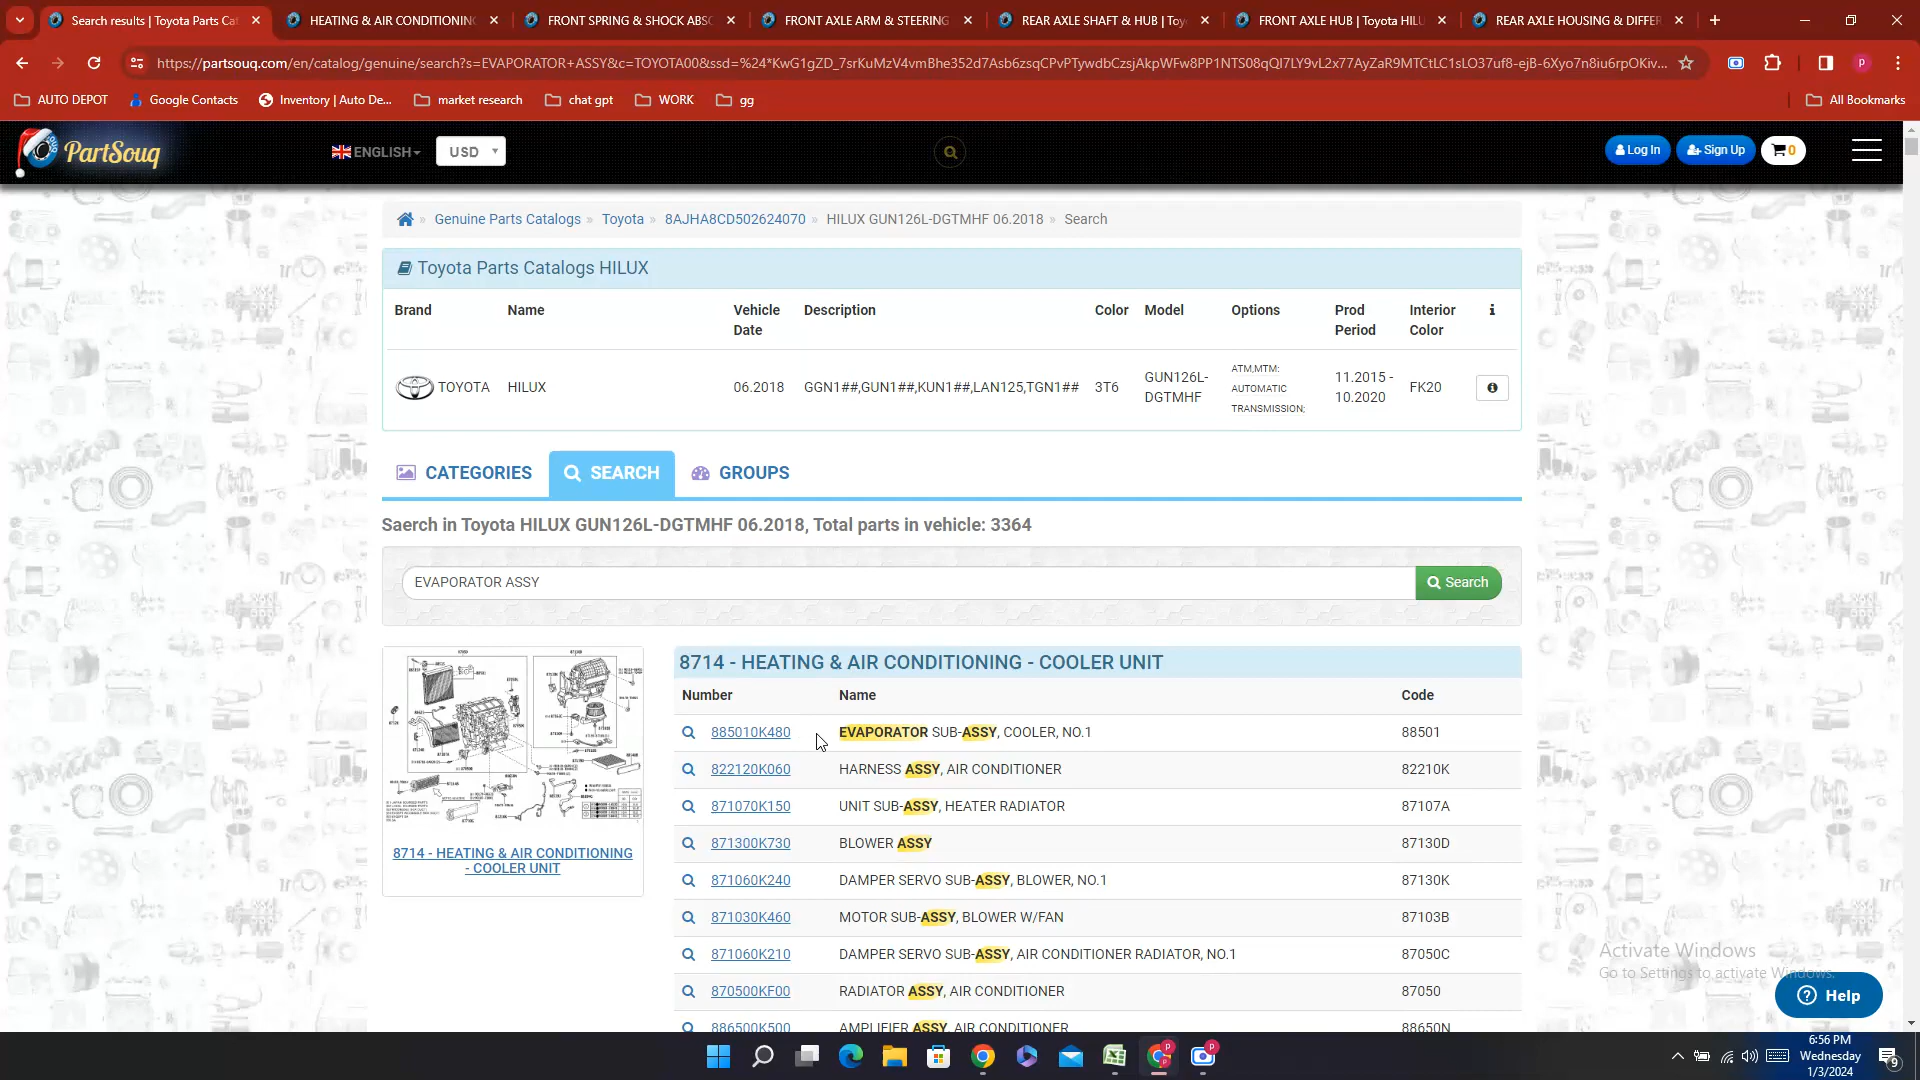 Search results | Toyota Parts Cat
HEATING & AIR CONDITIONING
FRONT SPRING & SHOCK ABSO
FRONT AXLE ARM & STEERING
REAR AXLE SHAFT & HUB | Toy
FRONT AXLE HUB | Toyota HILU
REAR AXLE HOUSING & DIFFER
https://partsouq.com/en/catalog/genuine/search?s=EVAPORATOR+ASSY&c=TOYOTA00&ssd=%24*KwG1gZD_7srKuMzV4vmBhe352d7Asb6zsqCPvPTywdbCzsjAkpWFw8PP1NTS08qQI7LY9vL2x77AyZaR9MTCtLC1sLO37uf8-ejB-6Xyo7n8iu6rpOKiv...
AUTO DEPOT
Google Contacts
Inventory | Auto De...
market research
chat gpt
WORK
gg
All Bookmarks
PartSouq
ENGLISH
USD
Log In
Sign Up
0
Genuine Parts Catalogs » Toyota » 8AJHA8CD502624070 » HILUX GUN126L-DGTMHF 06.2018 » Search
Toyota Parts Catalogs HILUX
Brand Name Vehicle Date Description Color Model Options Prod Period Interior Color
TOYOTA HILUX 06.2018 GGN1##,GUN1##,KUN1##,LAN125,TGN1## 3T6 GUN126L-DGTMHF ATM,MTM: AUTOMATIC TRANSMISSION; 11.2015 - 10.2020 FK20
CATEGORIES
SEARCH
GROUPS
Saerch in Toyota HILUX GUN126L-DGTMHF 06.2018, Total parts in vehicle: 3364
EVAPORATOR ASSY
Search
8714 - HEATING & AIR CONDITIONING
- COOLER UNIT
8714 - HEATING & AIR CONDITIONING - COOLER UNIT
Number Name Code
885010K480 EVAPORATOR SUB-ASSY, COOLER, NO.1 88501
822120K060 HARNESS ASSY, AIR CONDITIONER 82210K
871070K150 UNIT SUB-ASSY, HEATER RADIATOR 87107A
871300K730 BLOWER ASSY 87130D
871060K240 DAMPER SERVO SUB-ASSY, BLOWER, NO.1 87130K
871030K460 MOTOR SUB-ASSY, BLOWER W/FAN 87103B
871060K210 DAMPER SERVO SUB-ASSY, AIR CONDITIONER RADIATOR, NO.1 87050C
870500KF00 RADIATOR ASSY, AIR CONDITIONER 87050
886500K500 AMPLIFIER ASSY, AIR CONDITIONER 88650N
Activate Windows
Go to Settings to activate Windows.
Help
6:56 PM
Wednesday
1/3/2024
9